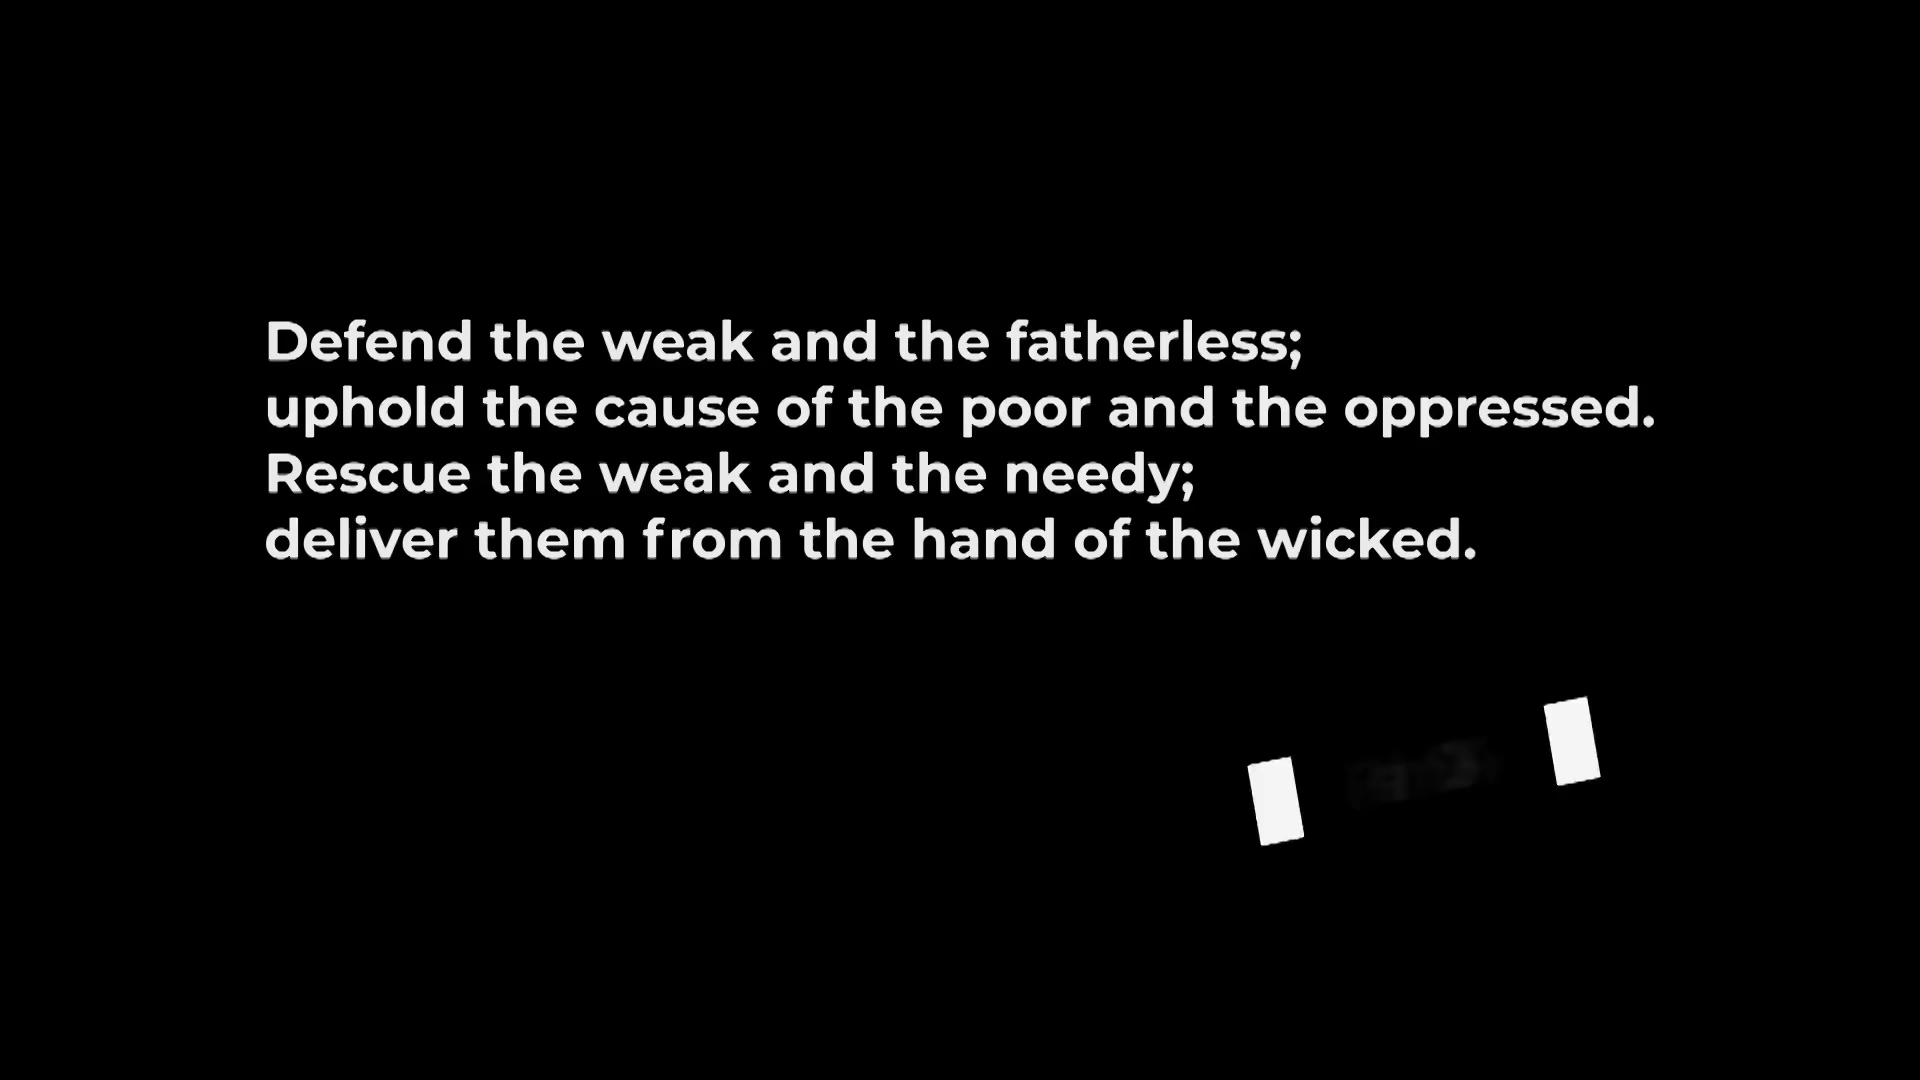 Defend the weak and the fatherless;
uphold the cause of the poor and the oppressed.
Rescue the weak and the needy;
deliver them from the hand of the wicked.